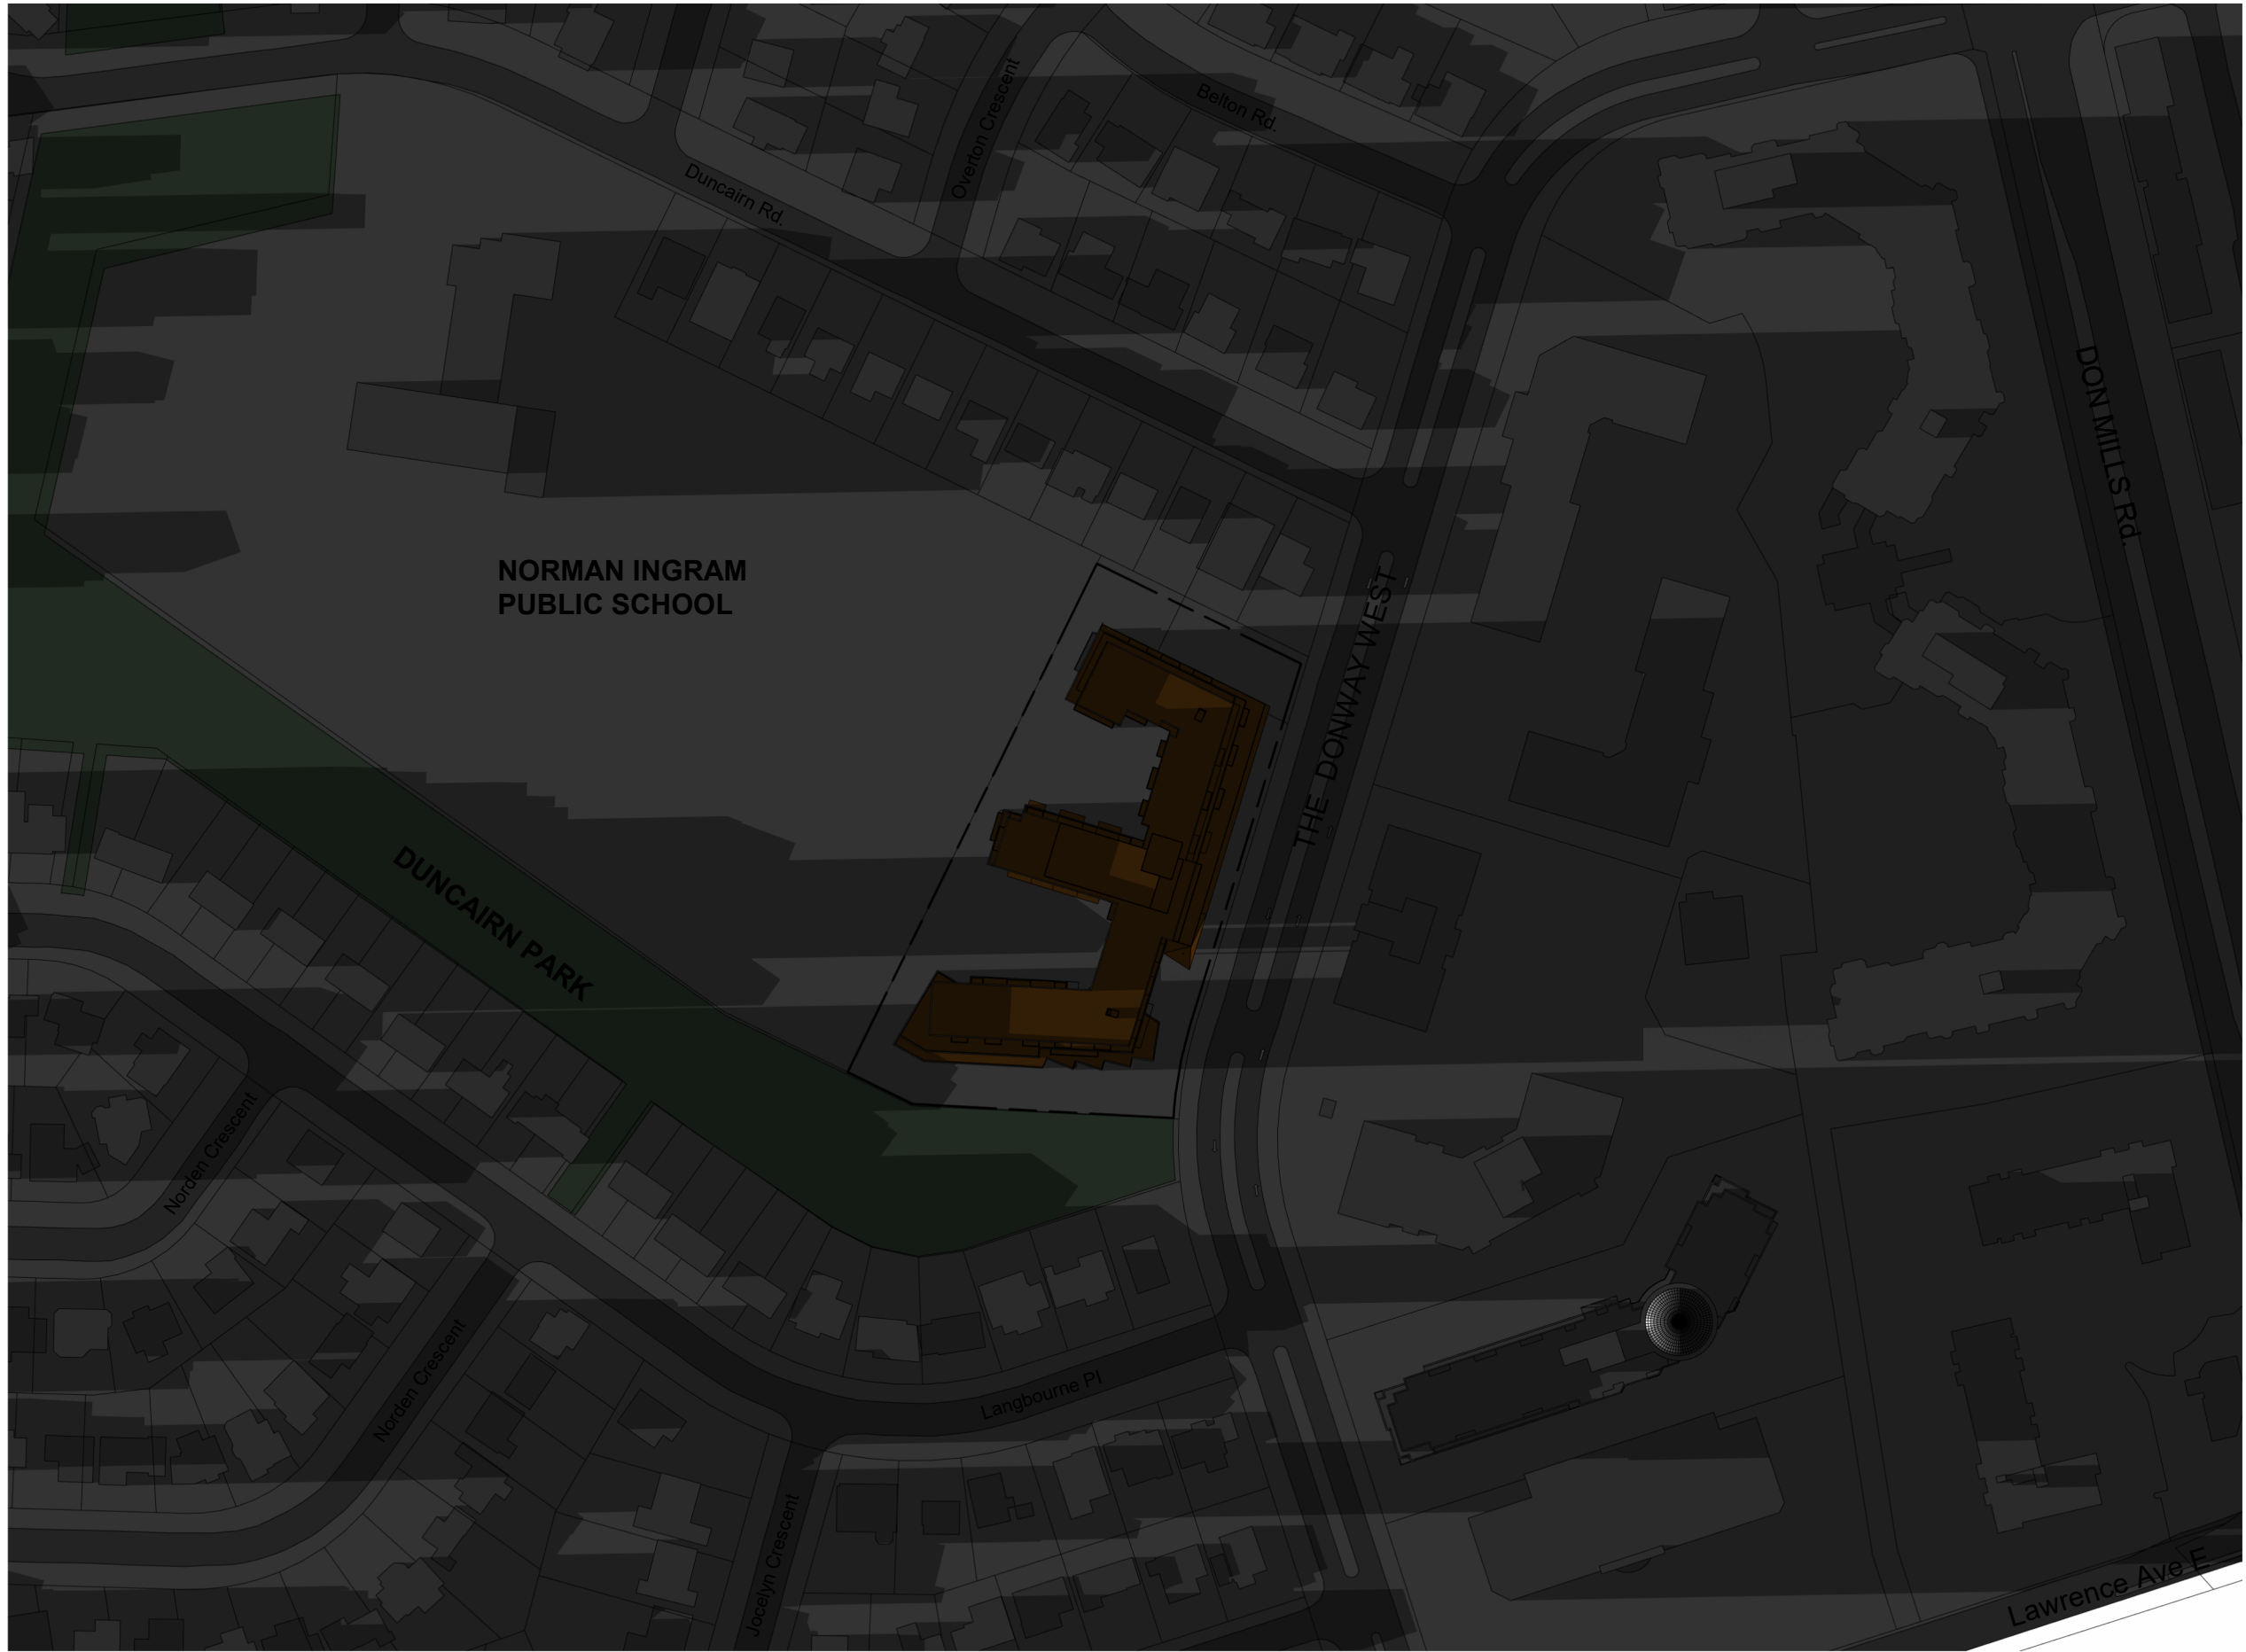 Overton Crescent
Belton Rd.
Duncairn Rd.
DON MILLS Rd.
NORMAN INGRAM
PUBLIC SCHOOL
THE DONWAY WEST
DUNCAIRN PARK
Norden Crescent
Norden Crescent
Langbourne Pl
Jocelyn Crescent
Lawrence Ave E